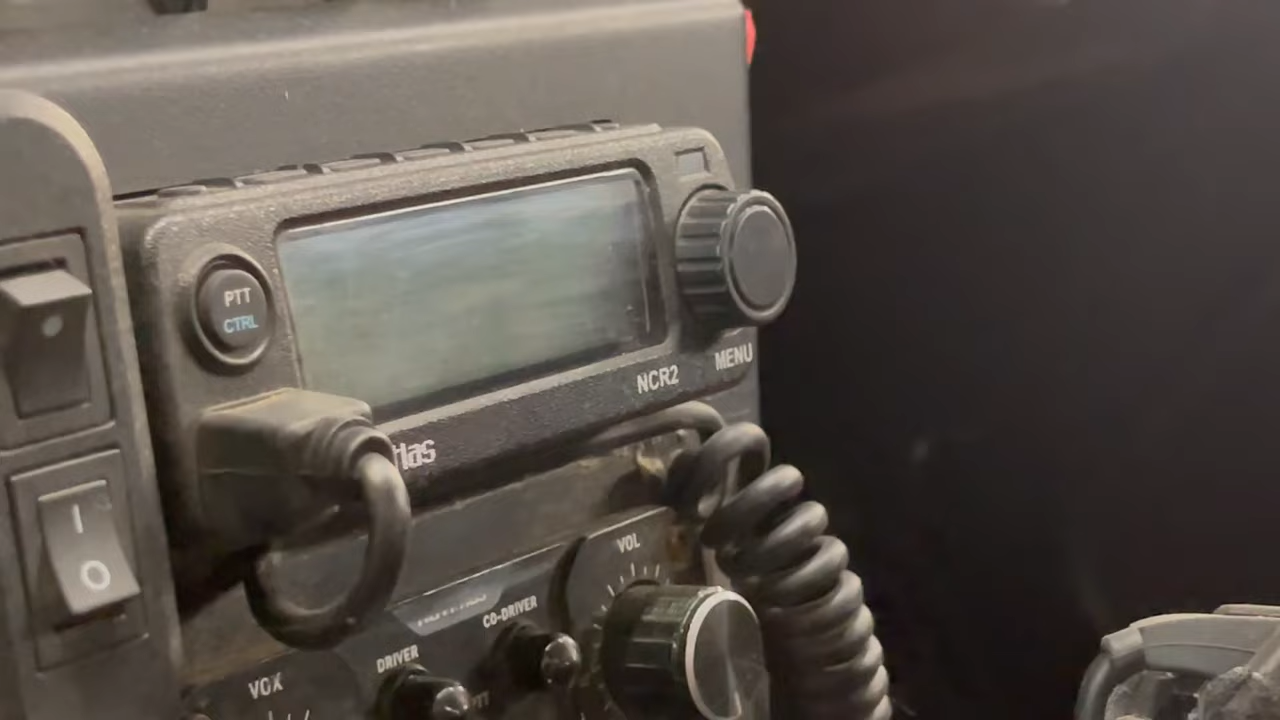 PTT
CTRL
NCR2
MENU
VOL
CO-DRIVER
DRIVER
VOX
I
O